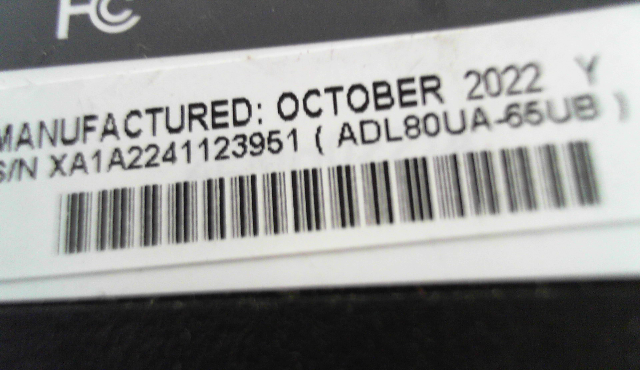 FC
MANUFACTURED: OCTOBER 2022 Y
S/N XA1A2241123951 ( ADL80UA-65UB )